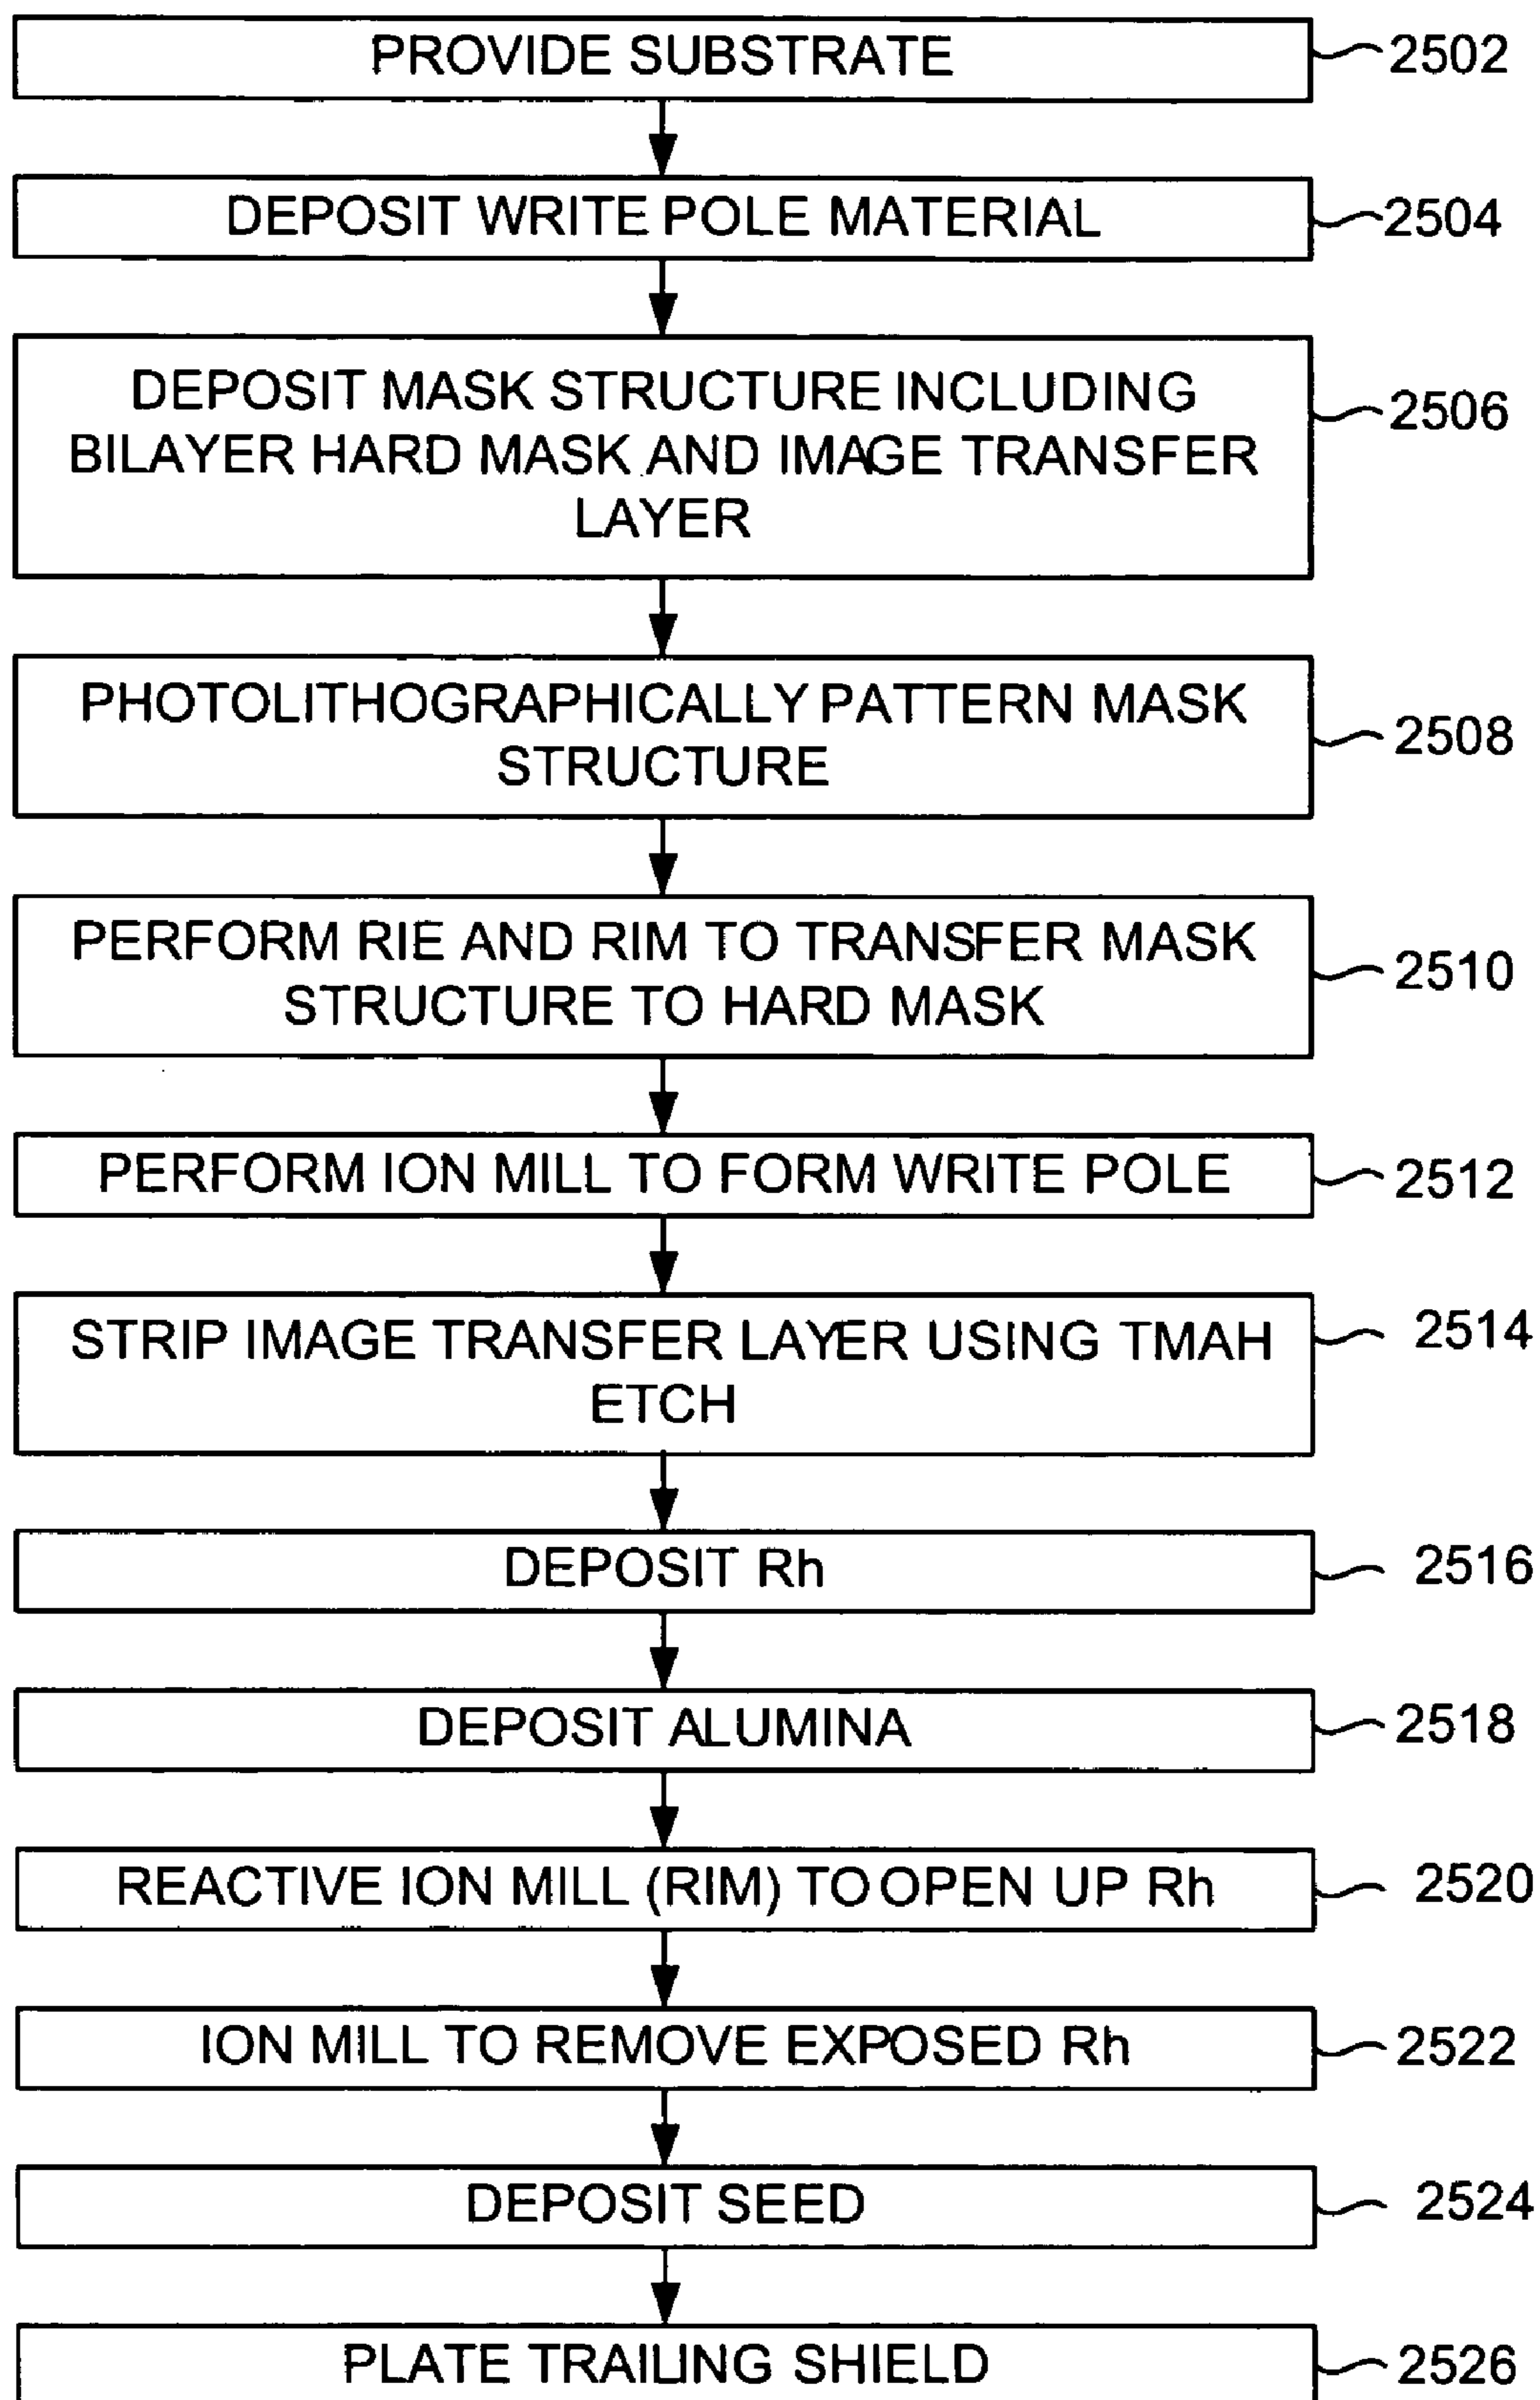 PROVIDE SUBSTRATE 2502
DEPOSIT WRITE POLE MATERIAL 2504
DEPOSIT MASK STRUCTURE INCLUDING
BILAYER HARD MASK AND IMAGE TRANSFER
LAYER
2506
PHOTOLITHOGRAPHICALLY PATTERN MASK
STRUCTURE
2508
PERFORM RIE AND RIM TO TRANSFER MASK
STRUCTURE TO HARD MASK
2510
PERFORM ION MILL TO FORM WRITE POLE 2512
STRIP IMAGE TRANSFER LAYER USING TMAH
ETCH
2514
DEPOSIT Rh 2516
DEPOSIT ALUMINA 2518
REACTIVE ION MILL (RIM) TO OPEN UP Rh 2520
ION MILL TO REMOVE EXPOSED Rh 2522
DEPOSIT SEED 2524
PLATE TRAILING SHIELD 2526